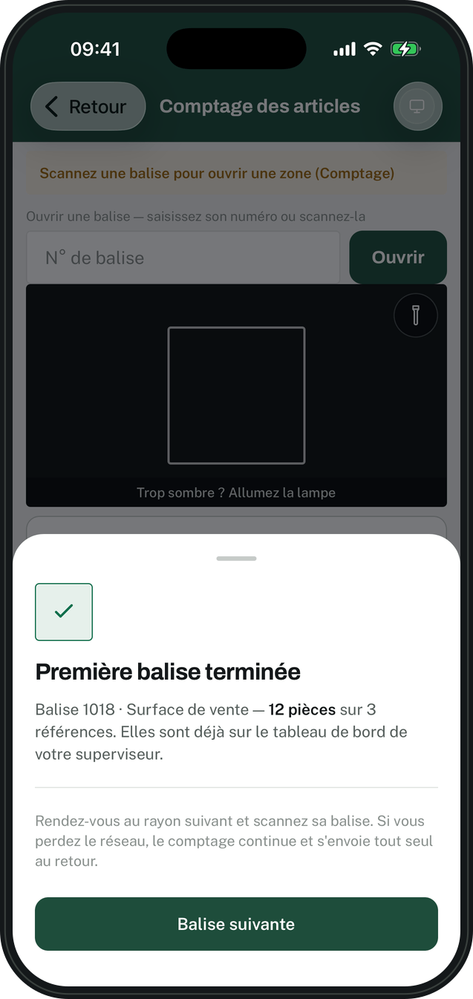 09:41
Retour
Comptage des articles
Scannez une balise pour ouvrir une zone (Comptage)
Ouvrir une balise — saisissez son numéro ou scannez-la
N° de balise
Ouvrir
Trop sombre ? Allumez la lampe
Première balise terminée
Balise 1018 · Surface de vente — 12 pièces sur 3
références. Elles sont déjà sur le tableau de bord de
votre superviseur.
Rendez-vous au rayon suivant et scannez sa balise. Si vous
perdez le réseau, le comptage continue et s'envoie tout seul
au retour.
Balise suivante